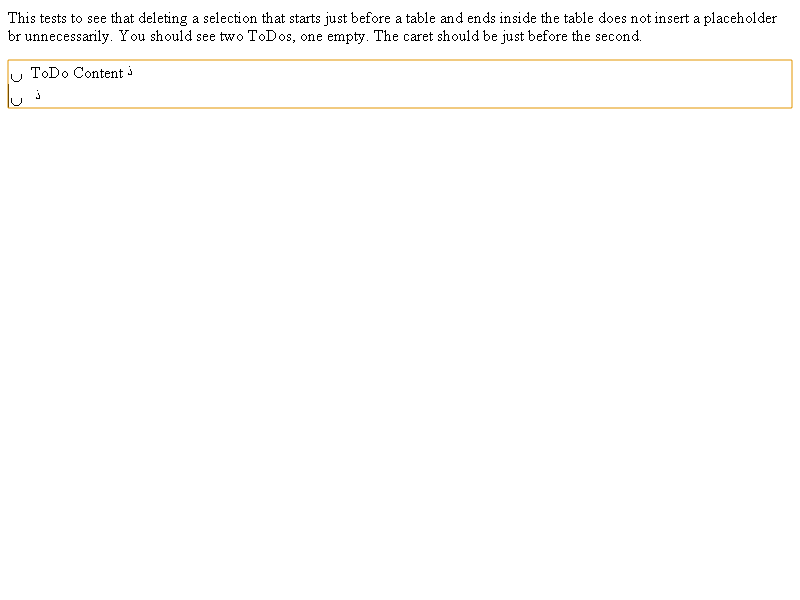 This tests to see that deleting a selection that starts just before a table and ends inside the table does not insert a placeholder
br unnecessarily. You should see two ToDos, one empty. The caret should be just before the second.
ToDo Content